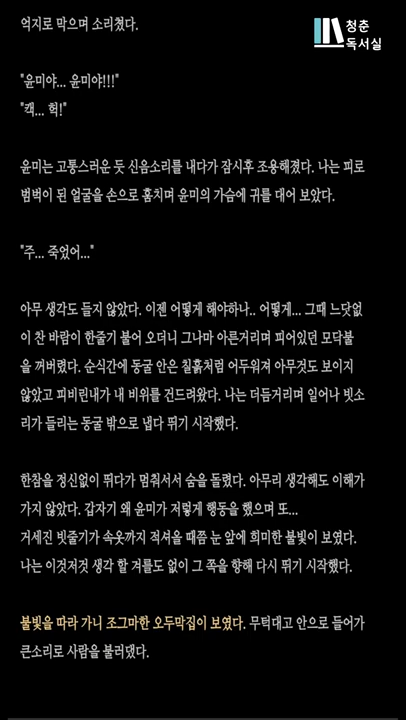 억지로 막으며 소리쳤다.
청춘
독서실
"윤미야... 윤미야!!!"
"캑... 헉!"
윤미는 고통스러운 듯 신음소리를 내다가 잠시후 조용해졌다. 나는 피로
범벅이 된 얼굴을 손으로 훔치며 윤미의 가슴에 귀를 대어 보았다.
"주... 죽었어..."
아무 생각도 들지 않았다. 이젠 어떻게 해야하나.. 어떻게... 그때 느닷없
이 찬 바람이 한줄기 불어 오더니 그나마 아른거리며 피어있던 모닥불
을 꺼버렸다. 순식간에 동굴 안은 칠흙처럼 어두워져 아무것도 보이지
않았고 피비린내가 내 비위를 건드려왔다. 나는 더듬거리며 일어나 빗소
리가 들리는 동굴 밖으로 냅다 뛰기 시작했다.
한참을 정신없이 뛰다가 멈춰서서 숨을 돌렸다. 아무리 생각해도 이해가
가지 않았다. 갑자기 왜 윤미가 저렇게 행동을 했으며 또...
거세진 빗줄기가 속옷까지 적셔올 때쯤 눈 앞에 희미한 불빛이 보였다.
나는 이것저것 생각 할 겨를도 없이 그 쪽을 향해 다시 뛰기 시작했다.
불빛을 따라 가니 조그마한 오두막집이 보였다. 무턱대고 안으로 들어가
큰소리로 사람을 불러댔다.